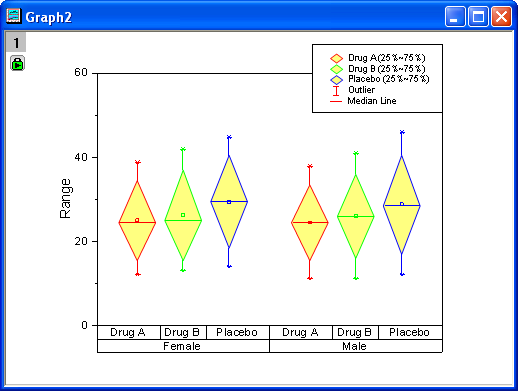 Graph2
1
Drug A (25%~75%)
Drug B (25%~75%)
Placebo (25%~75%)
Outlier
Median Line
60
40
20
0
Range
Drug A Drug B Placebo Drug A Drug B Placebo
Female Male